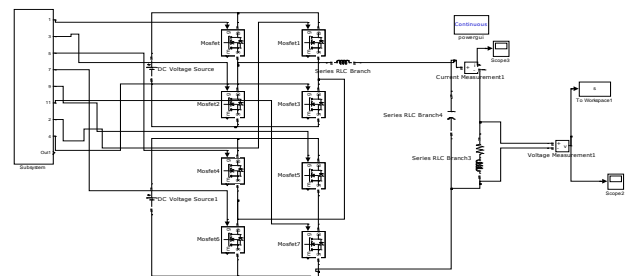 1
3
6
7
9
11
2
4
Out1
Subsystem
DC Voltage Source
DC Voltage Source1
Mosfet
Mosfet1
Mosfet2
Mosfet3
Mosfet4
Mosfet5
Mosfet6
Mosfet7
Series RLC Branch
Series RLC Branch4
Series RLC Branch3
Continuous
powergui
Current Measurement1
Scope3
s
To Workspace1
Voltage Measurement1
Scope2